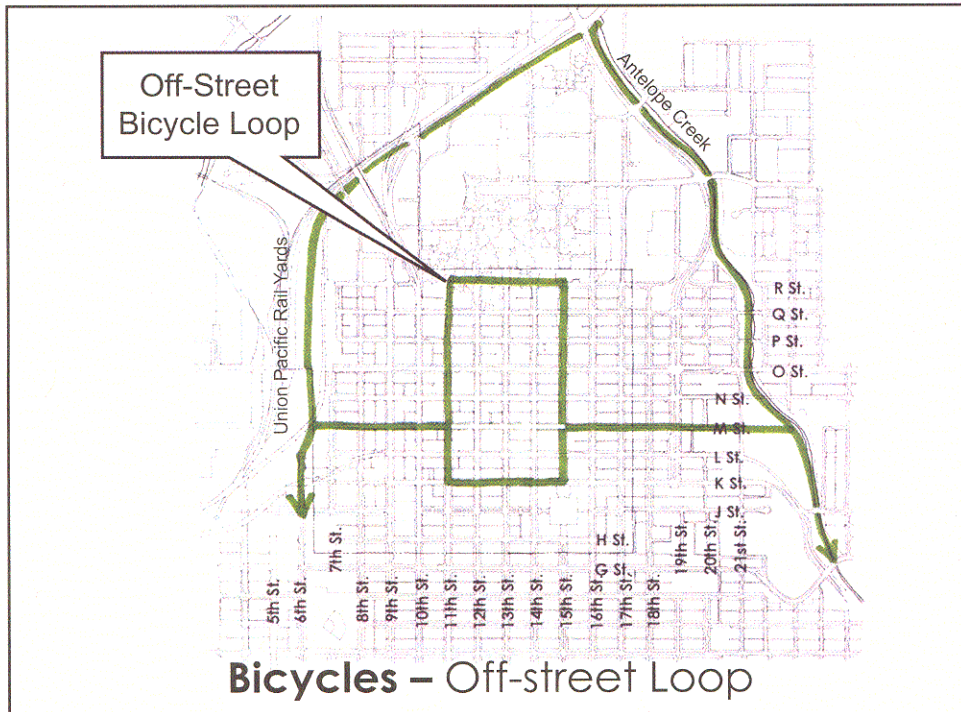 Off-Street
Bicycle Loop
Antelope Creek
Union-Pacific Rail Yards
R St.
Q St.
P St.
O St.
N St.
M St.
L St.
K St.
J St.
H St.
G St.
5th St.
6th St.
7th St.
8th St.
9th St.
10th St.
11th St.
12th St.
13th St.
14th St.
15th St.
16th St.
17th St.
18th St.
19th St.
20th St.
21st St.
Bicycles – Off-street Loop